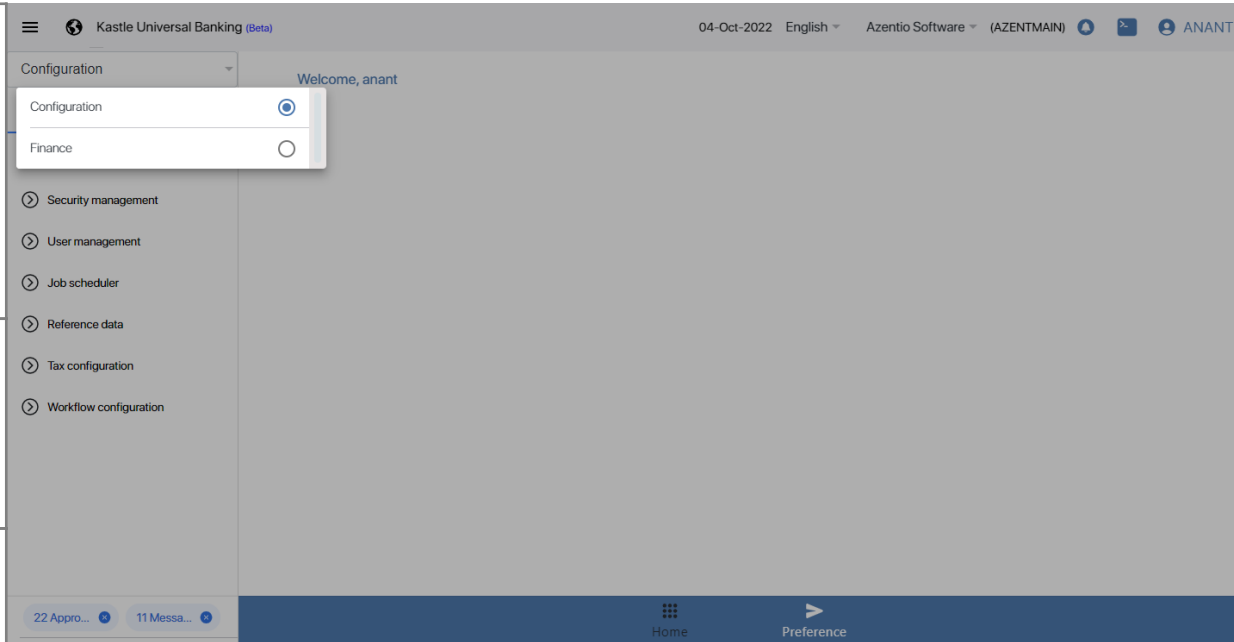 Kastle Universal Banking (Beta)
04-Oct-2022 English Azentio Software (AZENTMAIN) ANANT
Configuration
Welcome, anant
Configuration
Finance
Security management
User management
Job scheduler
Reference data
Tax configuration
Workflow configuration
22 Appro... 11 Messa...
Home Preference